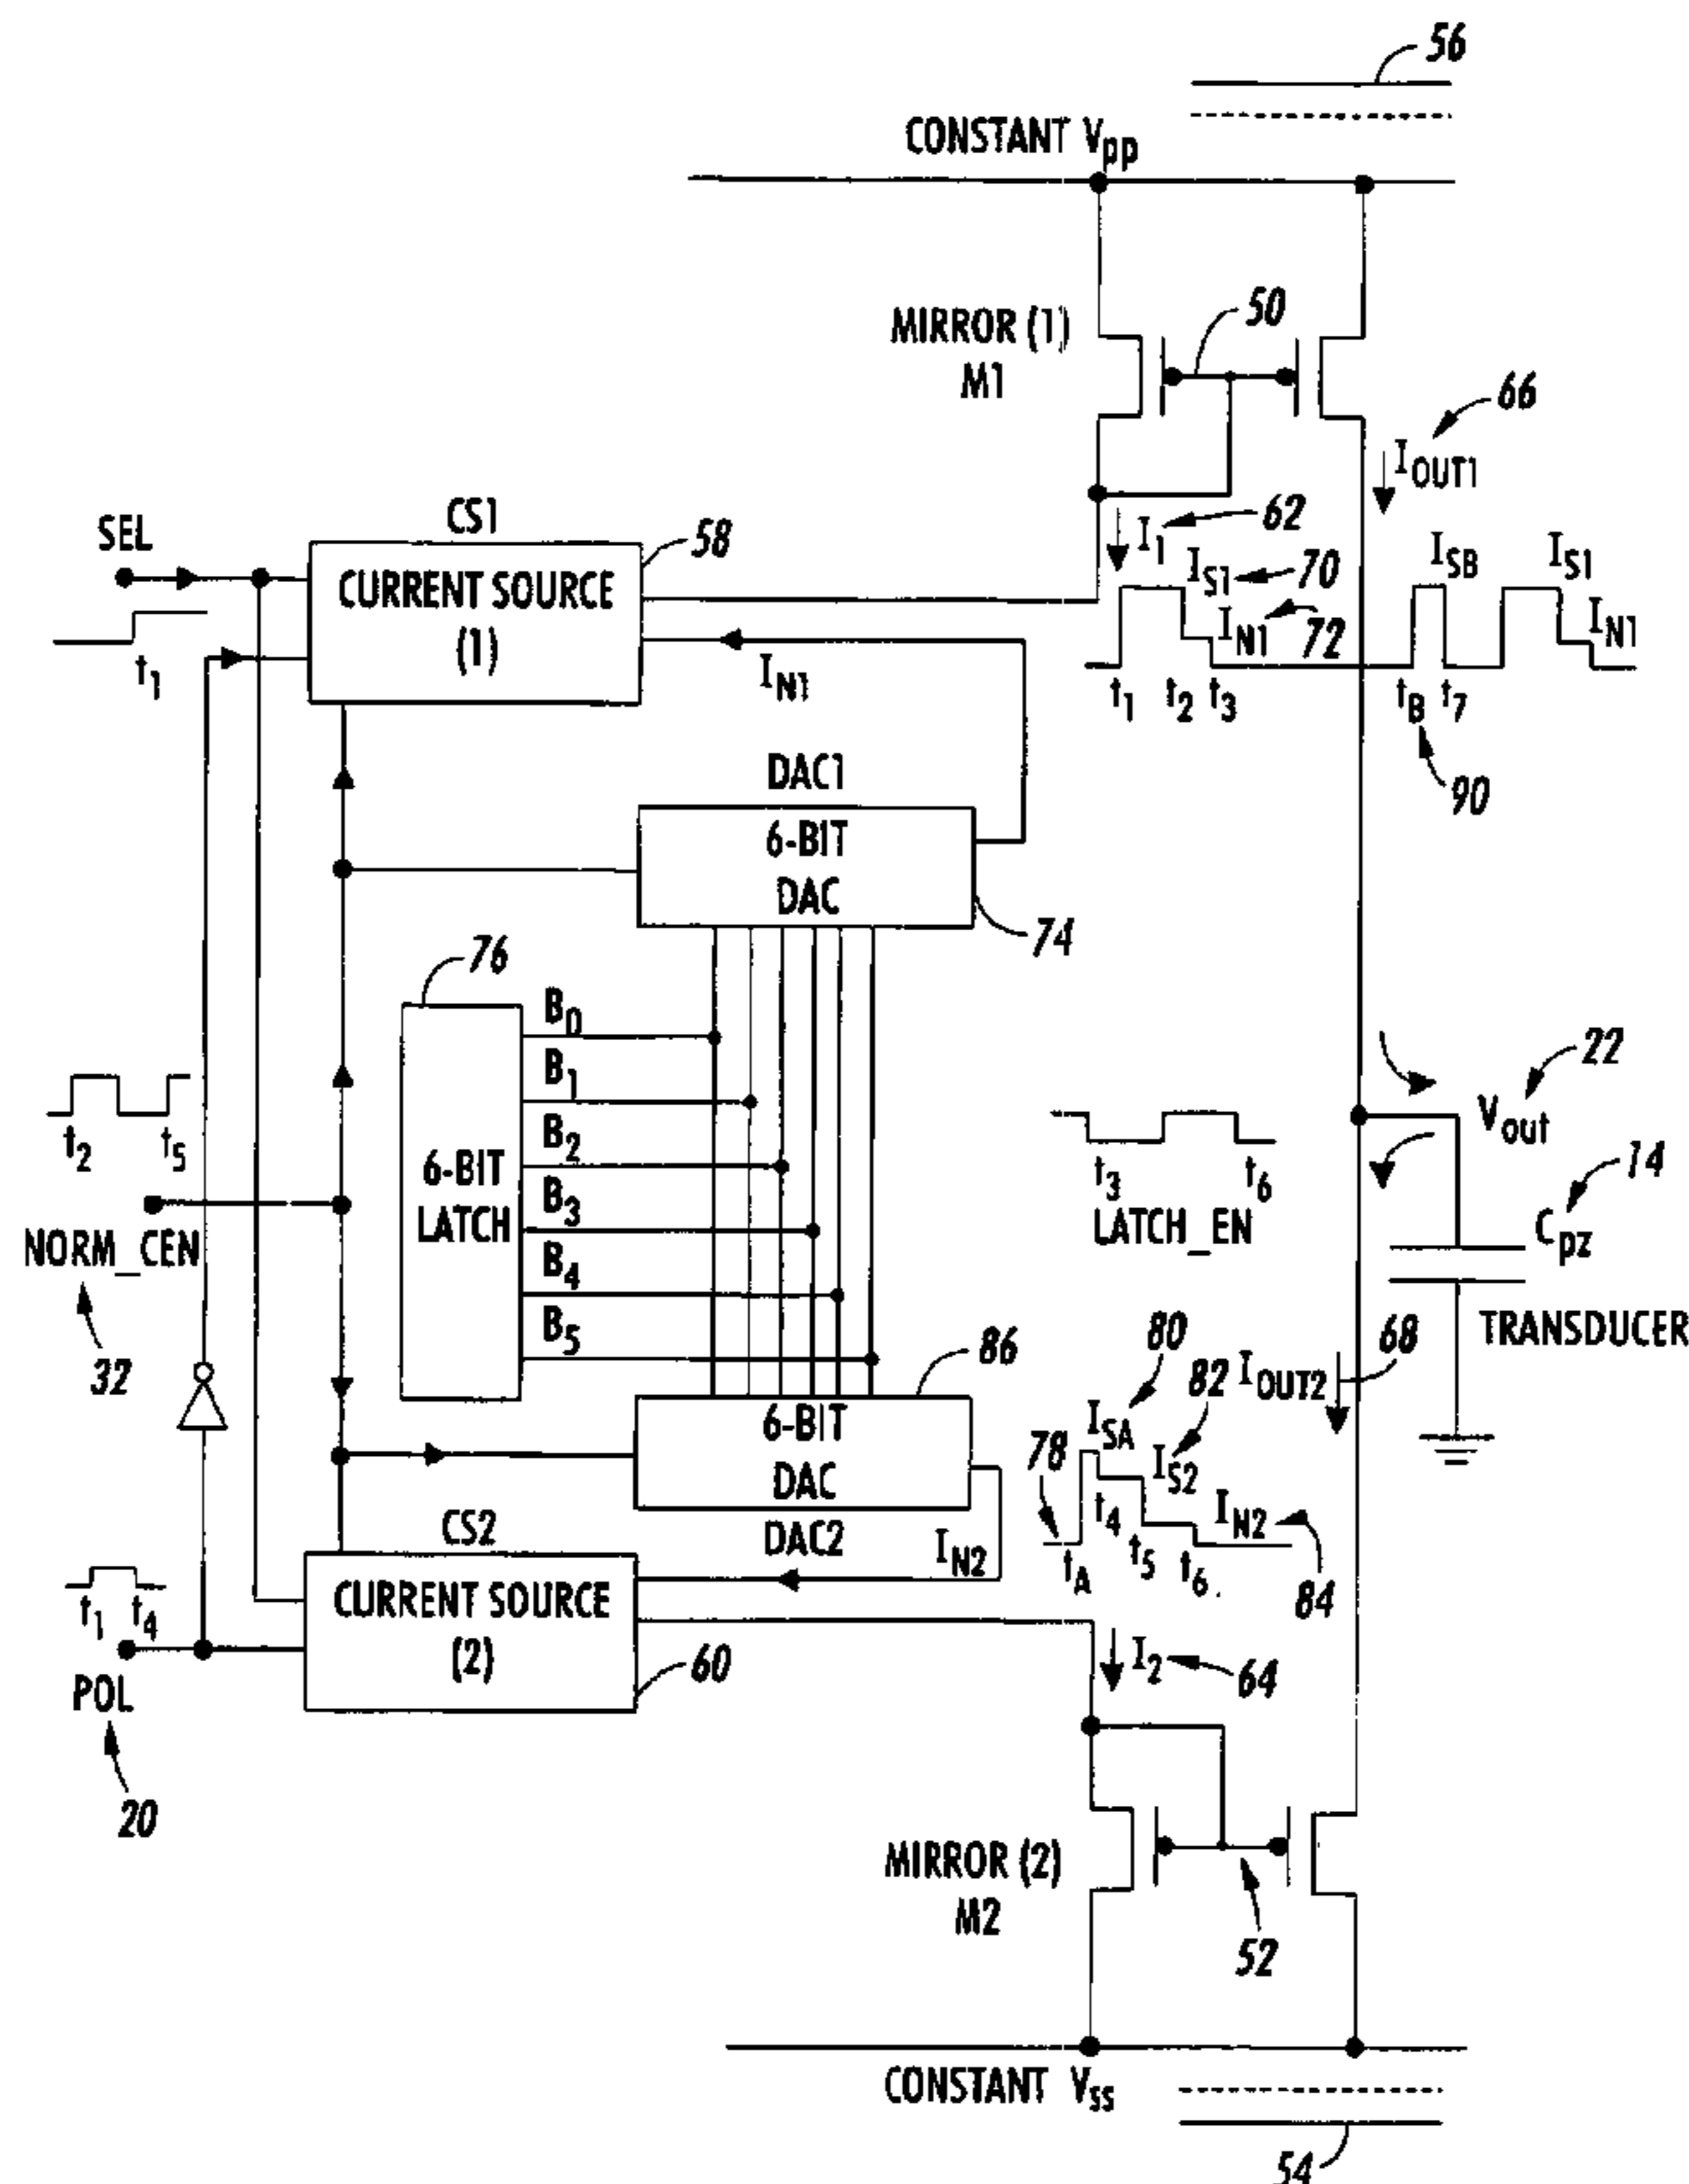 56
CONSTANT Vpp
50
MIRROR (1)
M1
66
IOUT1
CS1
58
SEL
CURRENT SOURCE
(1)
t1
I1
62
IS1
70
IN1
72
ISB
IS1
IN1
t1 t2 t3
tB t7
90
IN1
DAC1
6-BIT
DAC
74
76
B0
B1
B2
B3
B4
B5
6-BIT
LATCH
t2 t5
NORM_CEN
32
t3 t6
LATCH_EN
22
Vout
14
Cpz
TRANSDUCER
68
IOUT2
80
82
ISA
IS2
IN2
78
tA t4 t5 t6
84
86
6-BIT
DAC
DAC2
IN2
CS2
CURRENT SOURCE
(2)
60
t1 t4
POL
20
I2
64
MIRROR (2)
M2
52
CONSTANT Vss
54